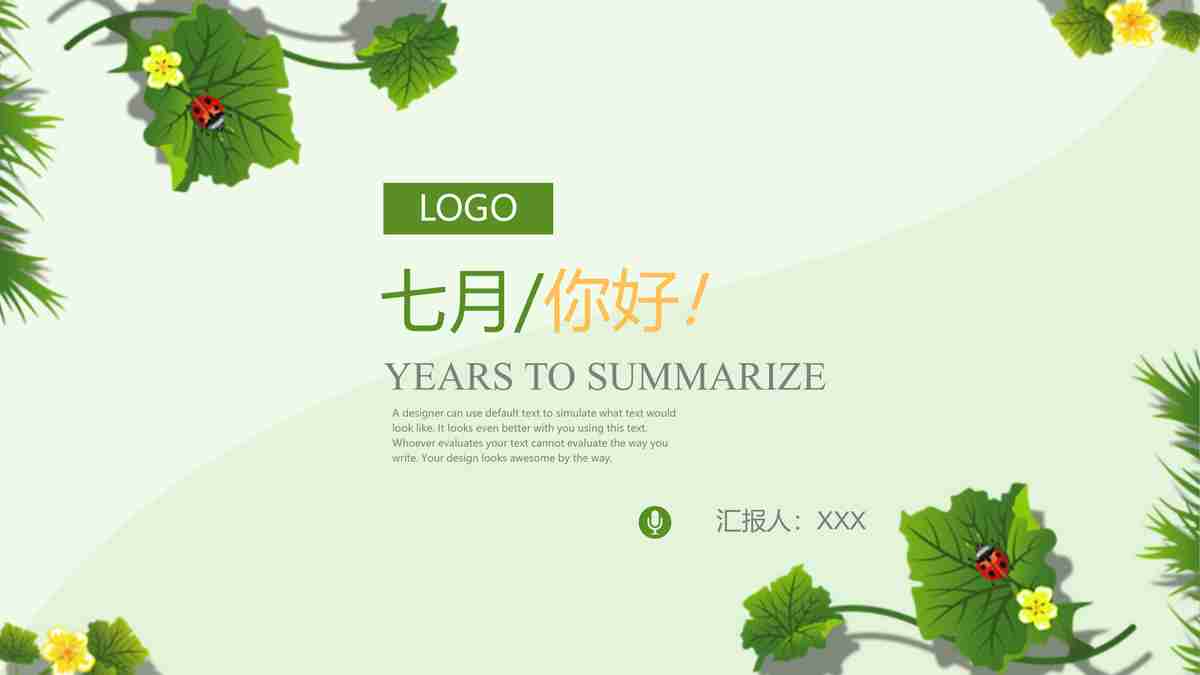 LOGO
七月/你好!
YEARS TO SUMMARIZE
A designer can use default text to simulate what text would
look like. It looks even better with you using this text.
Whoever evaluates your text cannot evaluate the way you
write. Your design looks awesome by the way.
汇报人：XXX